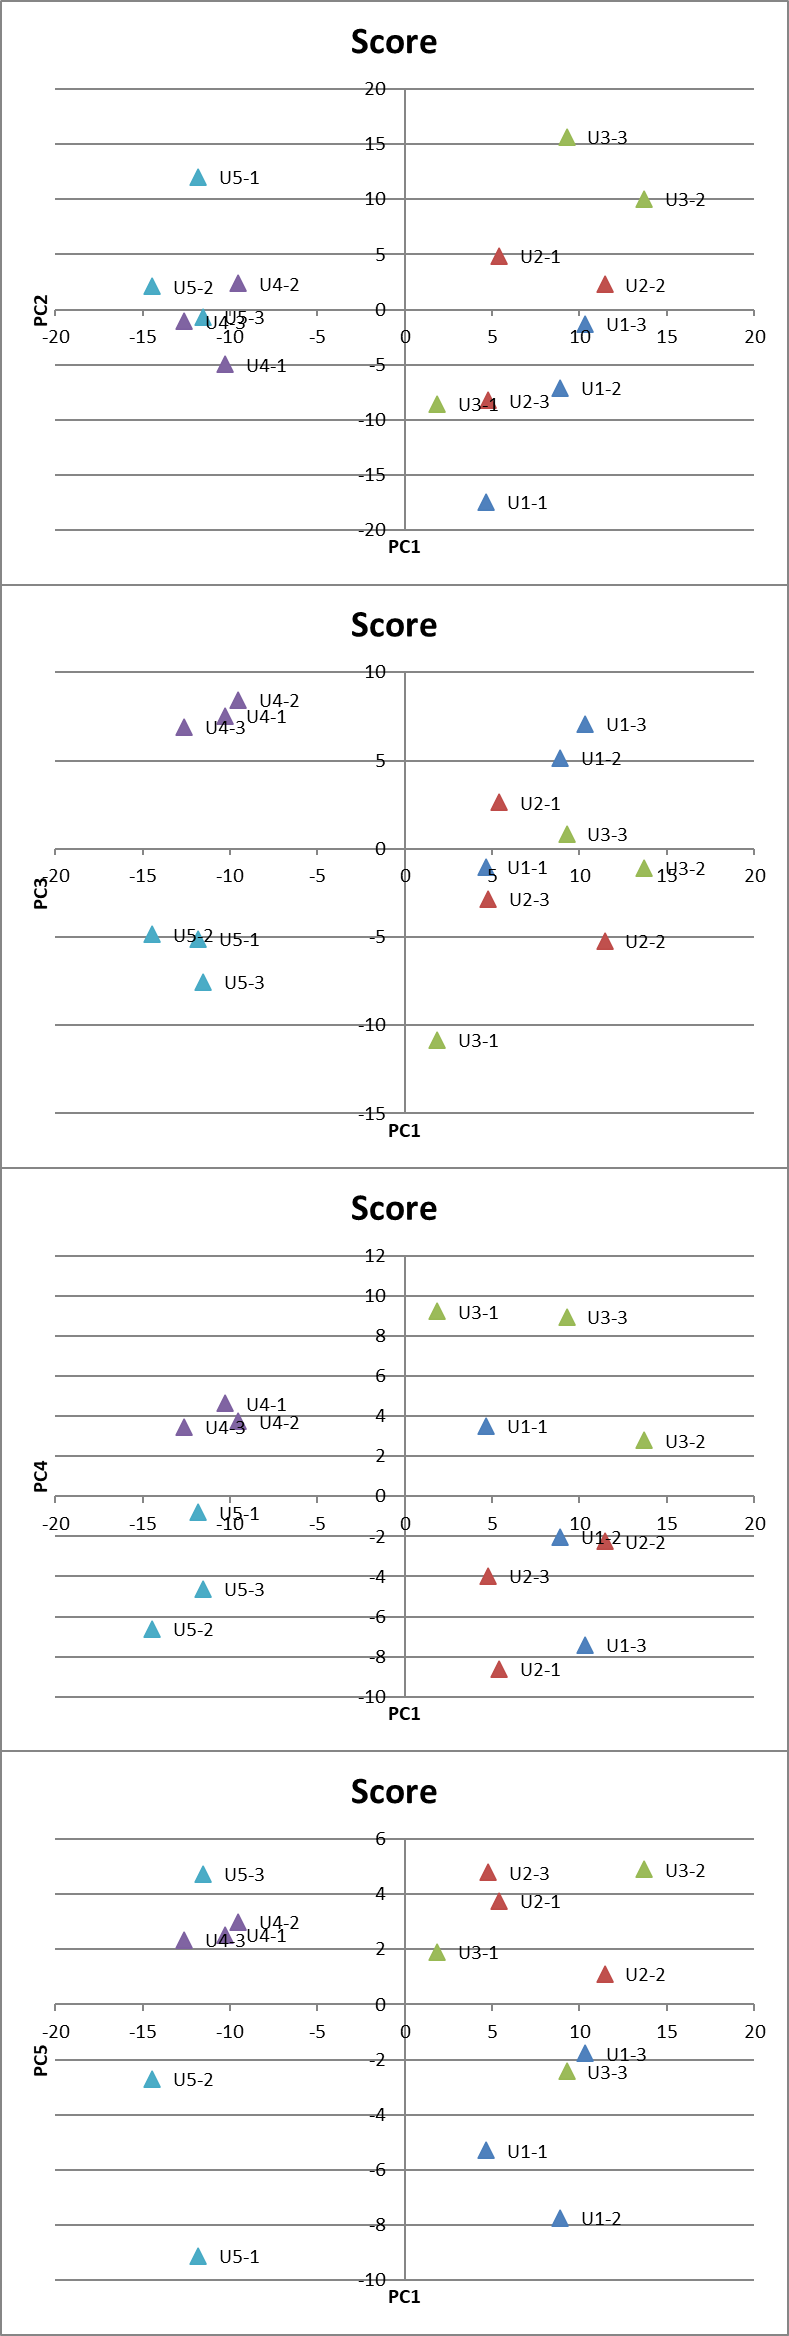 Score
20
U3-3
15
U5-1
10
U3-2
5
U2-1
U5-2 U4-2 U2-2
PC2
0
U4-3 U5-3 U1-3
-20 -15 -10 -5 0 5 10 15 20
-5
U4-1
U1-2
U3-1 U2-3
-10
-15
U1-1
-20
PC1
Score
10
U4-2
U4-1
U4-3 U1-3
5
U1-2
U2-1
U3-3
0
U1-1 U3-2
-20 -15 -10 -5 0 5 10 15 20
PC3
U2-3
U5-2 U5-1 -5 U2-2
U5-3
-10
U3-1
-15
PC1
Score
12
10
U3-1 U3-3
8
6
U4-1
4
U4-3 U4-2 U1-1 U3-2
2
PC4
0
U5-1
-20 -15 -10 -5 0 5 10 15 20
-2
U1-2 U2-2
-4
U2-3
U5-3
-6
U5-2
U1-3
-8
U2-1
-10
PC1
Score
6
U5-3 U2-3 U3-2
4
U2-1
U4-2
U4-3 U4-1
2
U3-1
U2-2
0
-20 -15 -10 -5 0 5 10 15 20
PC5
-2
U1-3
U3-3
U5-2
-4
U1-1
-6
U1-2
-8
U5-1
-10
PC1